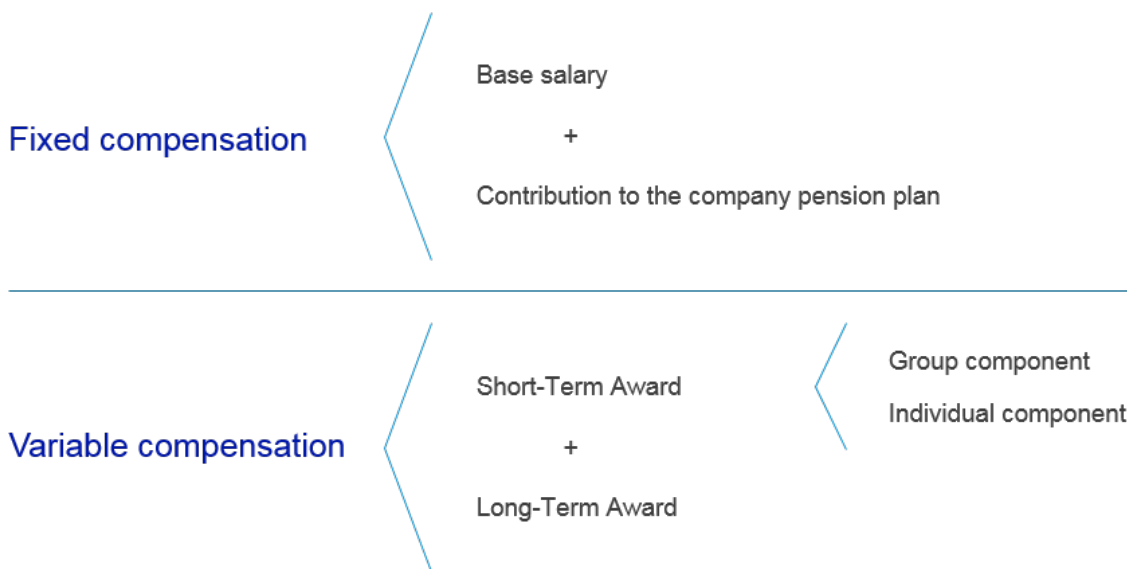 Fixed compensation
Base salary
+
Contribution to the company pension plan
Variable compensation
Short-Term Award
+
Long-Term Award
Group component
Individual component